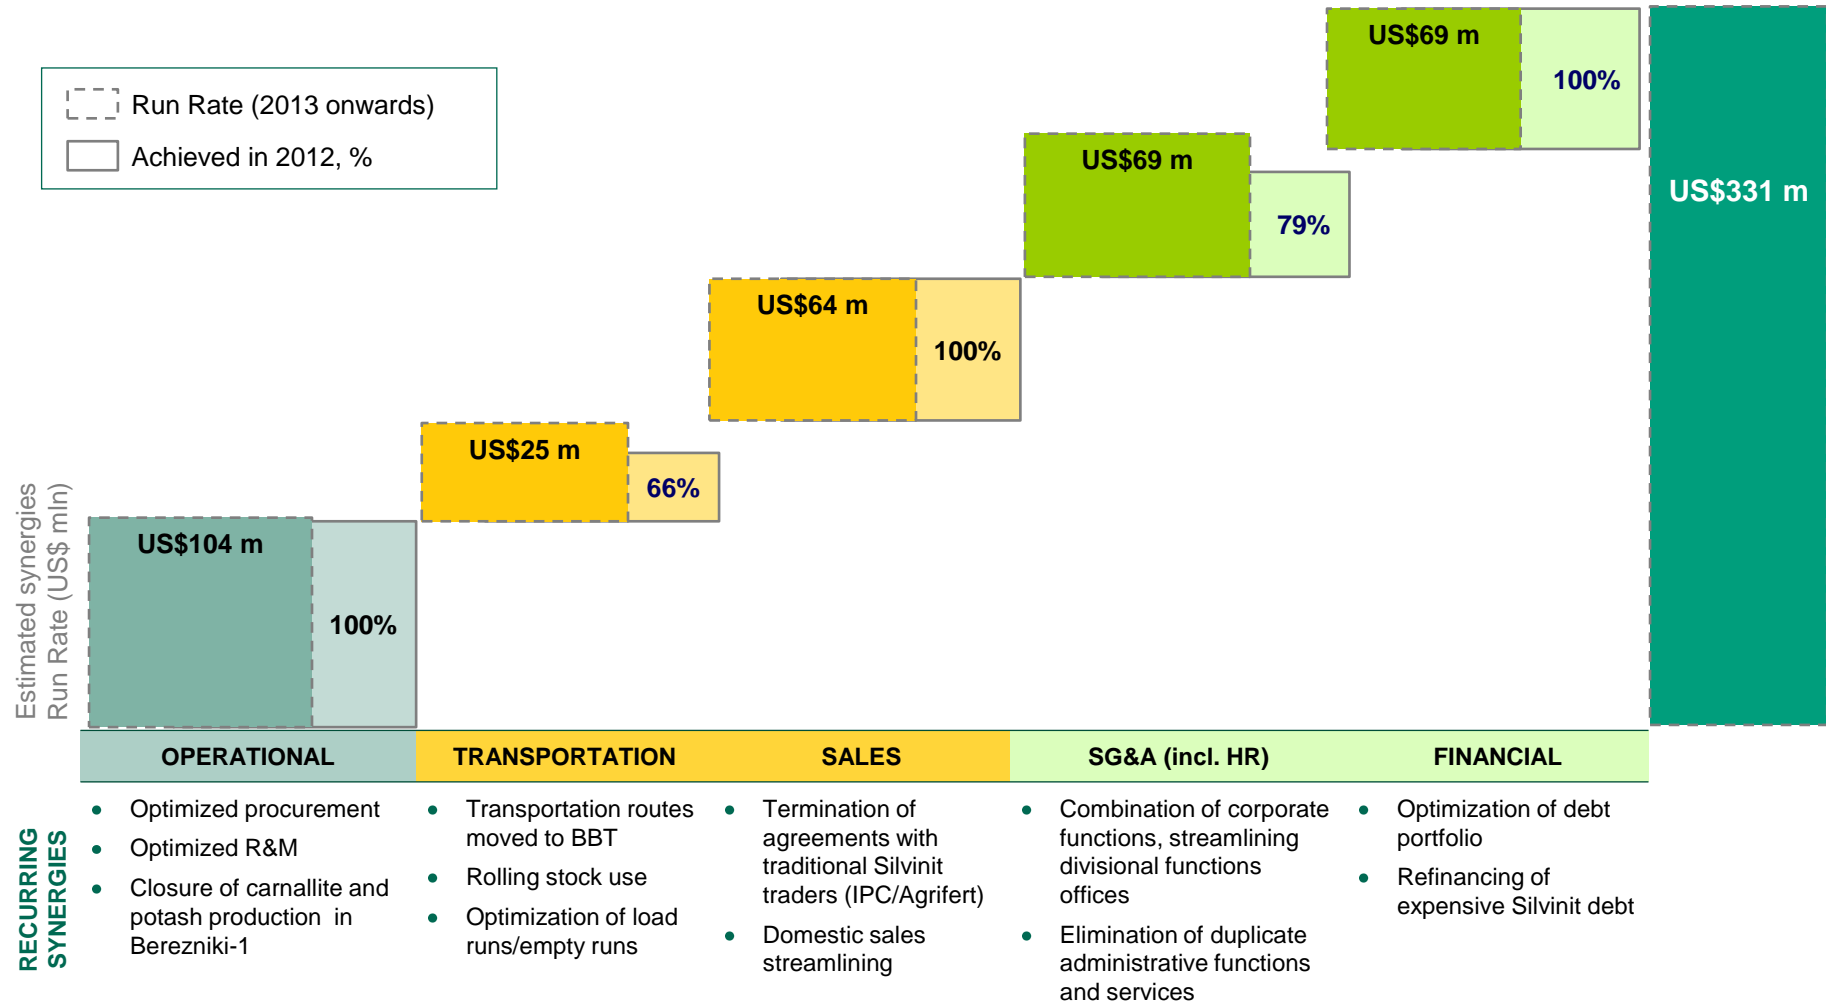 Run Rate (2013 onwards)
Achieved in 2012, %
Estimated synergies
Run Rate (US$ mln)
US$104 m
100%
US$25 m
66%
US$64 m
100%
US$69 m
79%
US$69 m
100%
US$331 m
OPERATIONAL
TRANSPORTATION
SALES
SG&A (incl. HR)
FINANCIAL
RECURRING
SYNERGIES
• Optimized procurement
• Optimized R&M
• Closure of carnallite and
potash production in
Berezniki-1
• Transportation routes
moved to BBT
• Rolling stock use
• Optimization of load
runs/empty runs
• Termination of
agreements with
traditional Silvinit
traders (IPC/Agrifert)
• Domestic sales
streamlining
• Combination of corporate
functions, streamlining
divisional functions
offices
• Elimination of duplicate
administrative functions
and services
• Optimization of debt
portfolio
• Refinancing of
expensive Silvinit debt